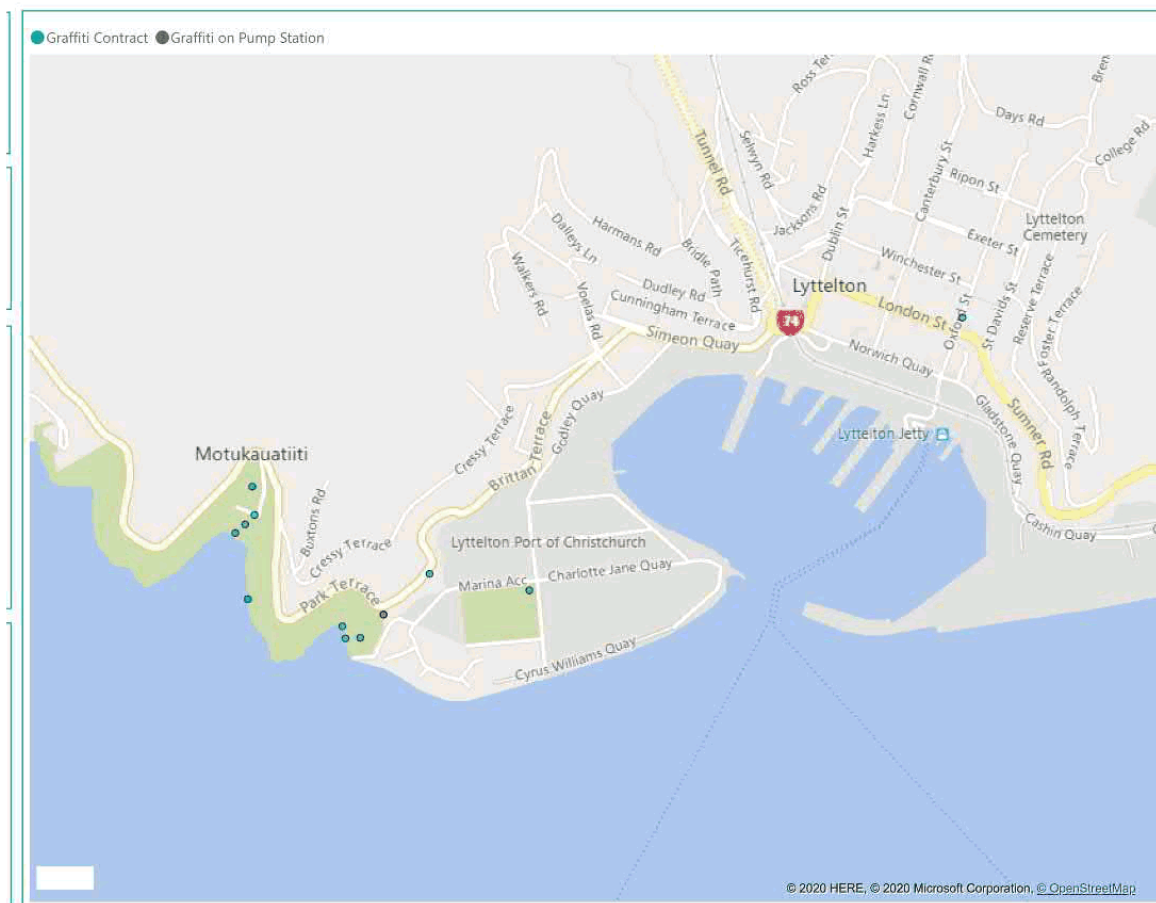 Graffiti Contract Graffiti on Pump Station
Ross Ter
Cornwall Rd
Bren
Harkess Ln
Days Rd
College Rd
Tunnel Rd
Selwyn Rd
Canterbury St
Ripon St
Jacksons Rd
Dublin St
Exeter St
Lyttelton
Cemetery
Harmans Rd
Dalleys Ln
Walkers Rd
Bridle Path
Ticehurst Rd
Winchester St
Voelas Rd
Dudley Rd
Cunningham Terrace
Lyttelton
London St
Oxford St
St Davids St
Reserve Terrace
Foster Terrace
74
Simeon Quay
Norwich Quay
Randolph Terrace
Godley Quay
Gladstone Quay
Sumner Rd
Cressy Terrace
Brittan Terrace
Lyttelton Jetty
Motukauatiiti
Buxtons Rd
Cashin Quay
Cressy Terrace
Lyttelton Port of Christchurch
Park Terrace
Marina Acc
Charlotte Jane Quay
Cyrus Williams Quay
© 2020 HERE, © 2020 Microsoft Corporation, © OpenStreetMap